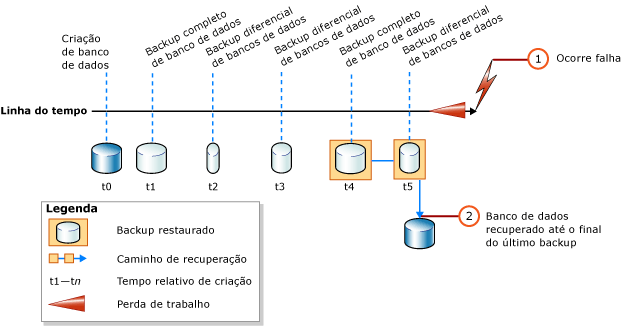 Criação
de banco
de dados
Backup completo
de banco de dados
Backup diferencial
de bancos de dados
Backup diferencial
de bancos de dados
Backup completo
de banco de dados
Backup diferencial
de bancos de dados
1
Ocorre falha
Linha do tempo
t0
t1
t2
t3
t4
t5
2
Banco de dados
recuperado até o final
do último backup
Legenda
Backup restaurado
Caminho de recuperação
t1—tn
Tempo relativo de criação
Perda de trabalho